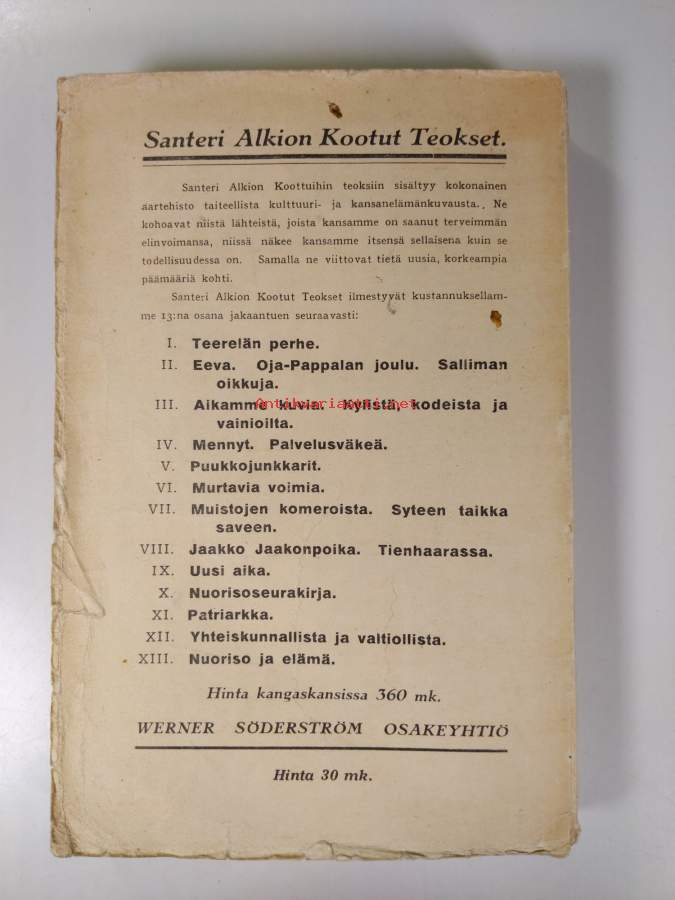 Santeri Alkion Kootut Teokset.
Santeri Alkion Koottuihin teoksiin sisältyy kokonainen
aartehisto taiteellista kulttuuri- ja kansanelämänkuvausta. Ne
kohoavat niistä lähteistä, joista kansamme on saanut terveimmän
elinvoimansa, niissä näkee kansamme itsensä sellaisena kuin se
todellisuudessa on. Samalla ne viittovat tietä uusia, korkeampia
päämääriä kohti.
Santeri Alkion Kootut Teokset ilmestyvät kustannuksellam-
me 13:na osana jakaantuen seuraavasti:
I. Teerelän perhe.
II. Eeva. Oja-Pappalan joulu. Salliman
oikkuja.
III. Aikamme kuvia. Kylistä, kodeista ja
vainioilta.
Antikvariaatti.net
IV. Mennyt. Palvelusväkeä.
V. Puukkojunkkarit.
VI. Murtavia voimia.
VII. Muistojen komeroista. Syteen taikka
saveen.
VIII. Jaakko Jaakonpoika. Tienhaarassa.
IX. Uusi aika.
X. Nuorisoseurakirja.
XI. Patriarkka.
XII. Yhteiskunnallista ja valtiollista.
XIII. Nuoriso ja elämä.
Hinta kangaskansissa 360 mk.
WERNER SÖDERSTRÖM OSAKEYHTIÖ
Hinta 30 mk.